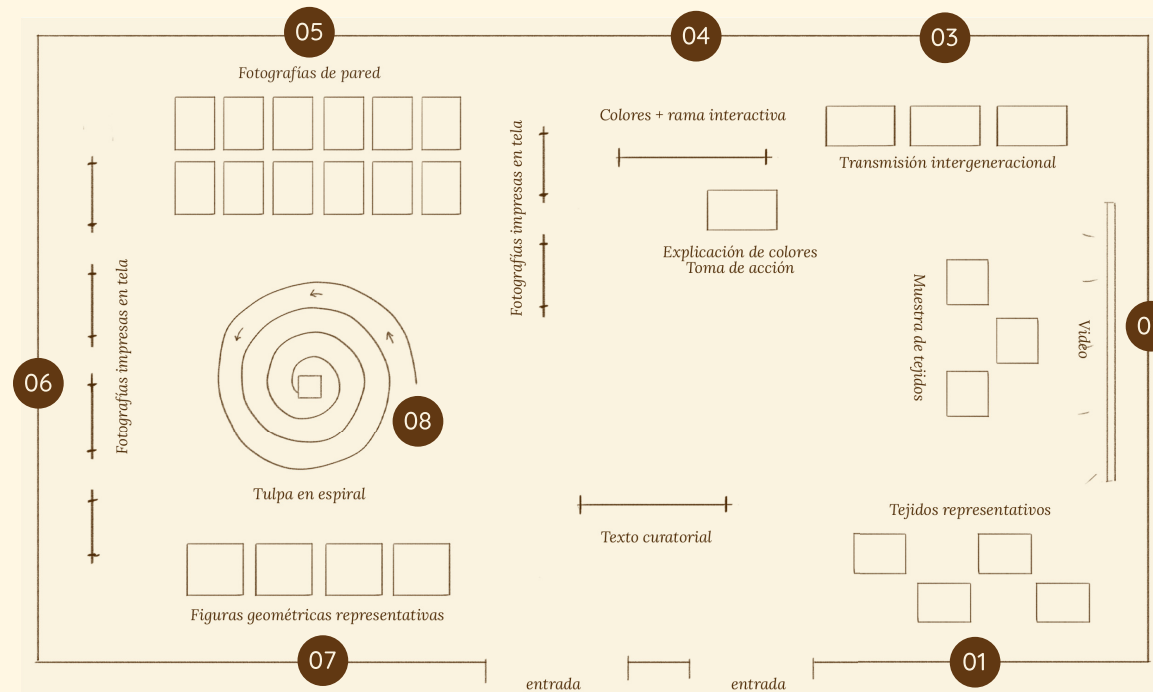 05
04
03
Fotografías de pared
Colores + rama interactiva
Fotografías impresas en tela
Transmisión intergeneracional
Explicación de colores
Toma de acción
Muestra de tejidos
Video
Fotografías impresas en tela
06
08
Tulpa en espiral
Texto curatorial
Tejidos representativos
Figuras geométricas representativas
07
01
entrada
entrada